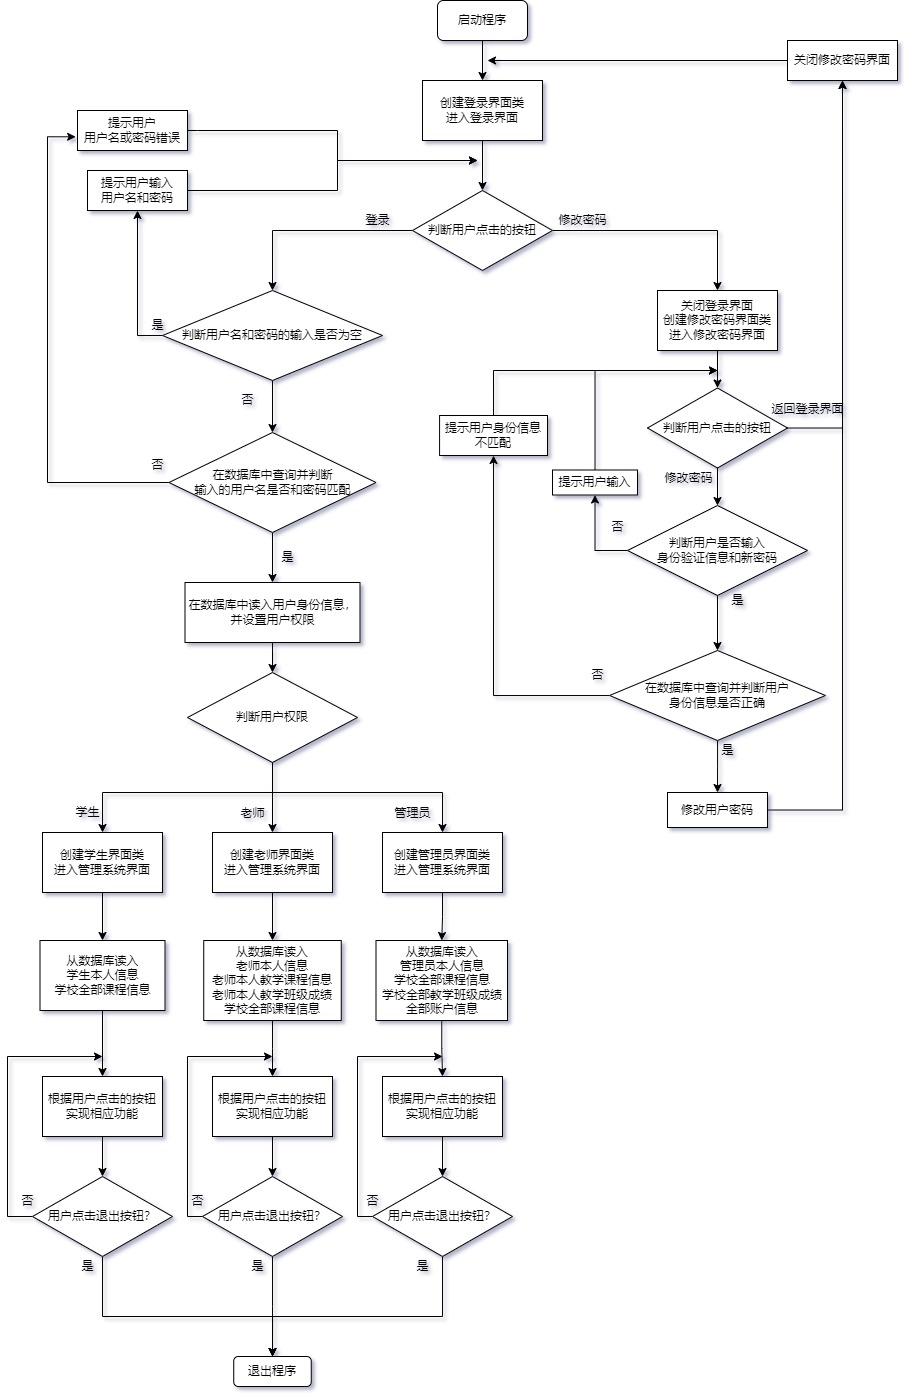 启动程序
关闭修改密码界面
创建登录界面类
进入登录界面
提示用户
用户名或密码错误
提示用户输入
用户名和密码
登录
判断用户点击的按钮
修改密码
关闭登录界面
创建修改密码界面类
进入修改密码界面
是
判断用户名和密码的输入是否为空
否
返回登录界面
判断用户点击的按钮
提示用户身份信息
不匹配
修改密码
否
在数据库中查询并判断
输入的用户名是否和密码匹配
提示用户输入
否
判断用户是否输入
身份验证信息和新密码
是
是
在数据库中读入用户身份信息，
并设置用户权限
否
在数据库中查询并判断用户
身份信息是否正确
是
判断用户权限
修改用户密码
学生
老师
管理员
创建学生界面类
进入管理系统界面
创建老师界面类
进入管理系统界面
创建管理员界面类
进入管理系统界面
从数据库读入
学生本人信息
学校全部课程信息
从数据库读入
老师本人信息
老师本人教学课程信息
老师本人教学班级成绩
学校全部课程信息
从数据库读入
管理员本人信息
学校全部课程信息
学校全部教学班级成绩
全部账户信息
根据用户点击的按钮
实现相应功能
根据用户点击的按钮
实现相应功能
根据用户点击的按钮
实现相应功能
否
用户点击退出按钮?
否
用户点击退出按钮?
否
用户点击退出按钮?
是
是
是
退出程序